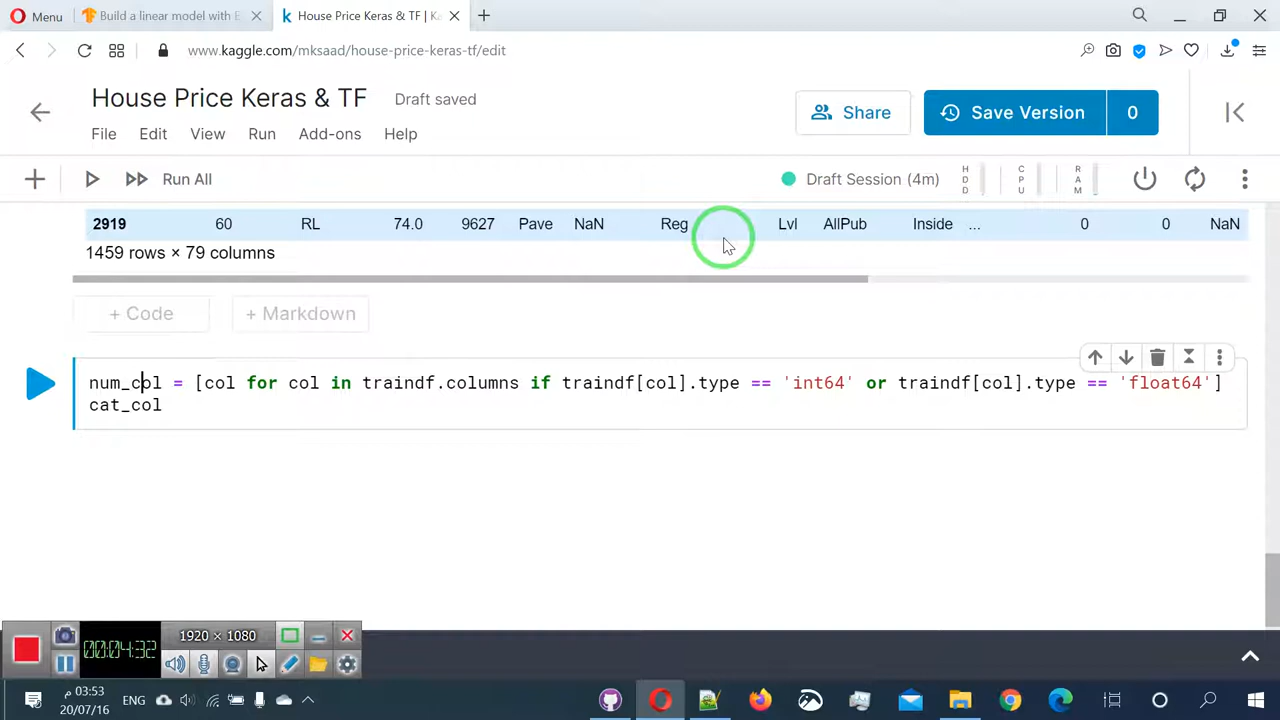 Menu
Build a linear model with E
House Price Keras & TF | Ka
www.kaggle.com/mksaad/house-price-keras-tf/edit
House Price Keras & TF
Draft saved
Share
Save Version
0
File Edit View Run Add-ons Help
Run All
Draft Session (4m)
HDD
CPU
RAM
2919 60 RL 74.0 9627 Pave NaN Reg Lvl AllPub Inside ... 0 0 NaN
1459 rows × 79 columns
+ Code
+ Markdown
num_col = [col for col in traindf.columns if traindf[col].type == 'int64' or traindf[col].type == 'float64']
cat_col
1920 × 1080
00:04:32
ENG
03:53 م
20/07/16